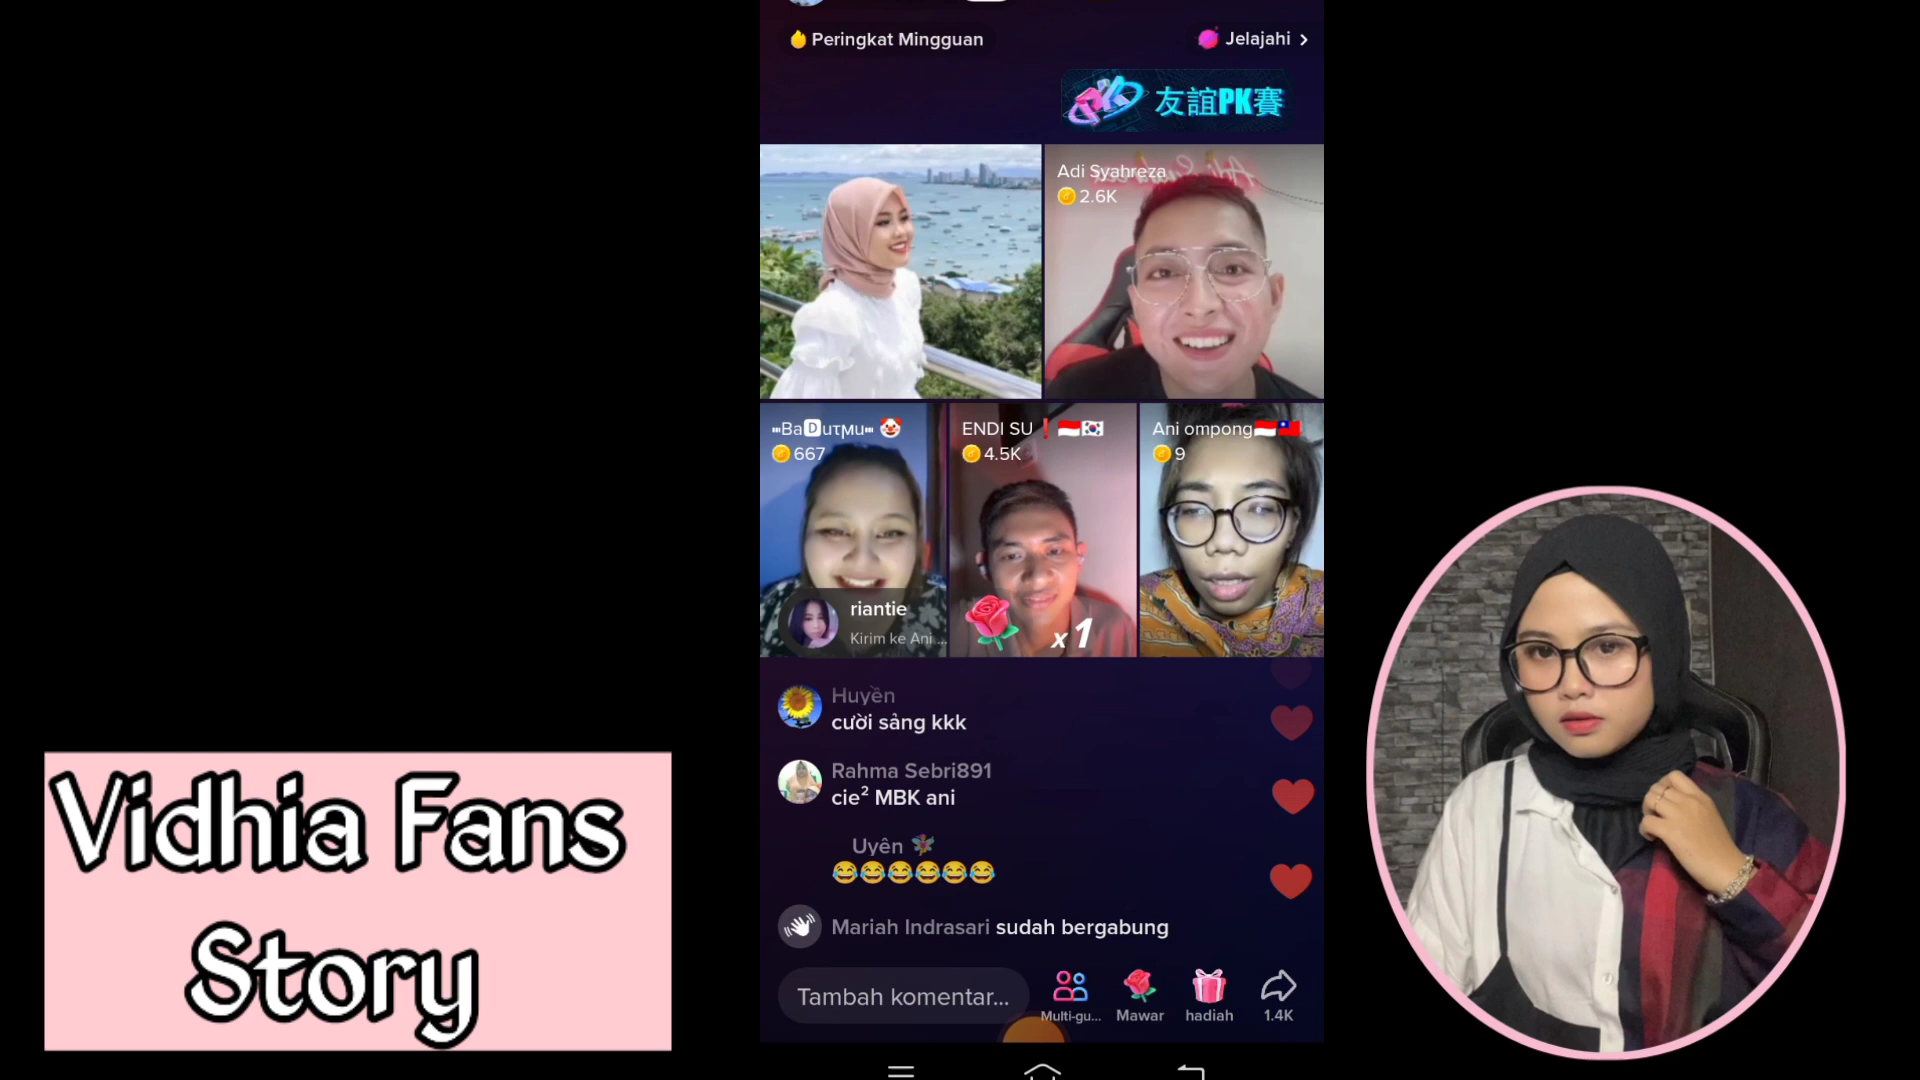 Peringkat Mingguan
Jelajahi
友誼PK賽
Adi Syahreza
2.6K
⑈BaDuτϻu⑈ 🤡
667
ENDI SU❗🇮🇩🇰🇷
4.5K
Ani ompong🇮🇩🇹🇼
9
riantie
Kirim ke Ani ...
x 1
Huyền
cười sảng kkk
Rahma Sebri891
cie² MBK ani
Uyên 🧚
😂😂😂😂😂😂
Mariah Indrasari sudah bergabung
Tambah komentar...
Multi-gu...
Mawar
hadiah
1.4K
Vidhia Fans
Story